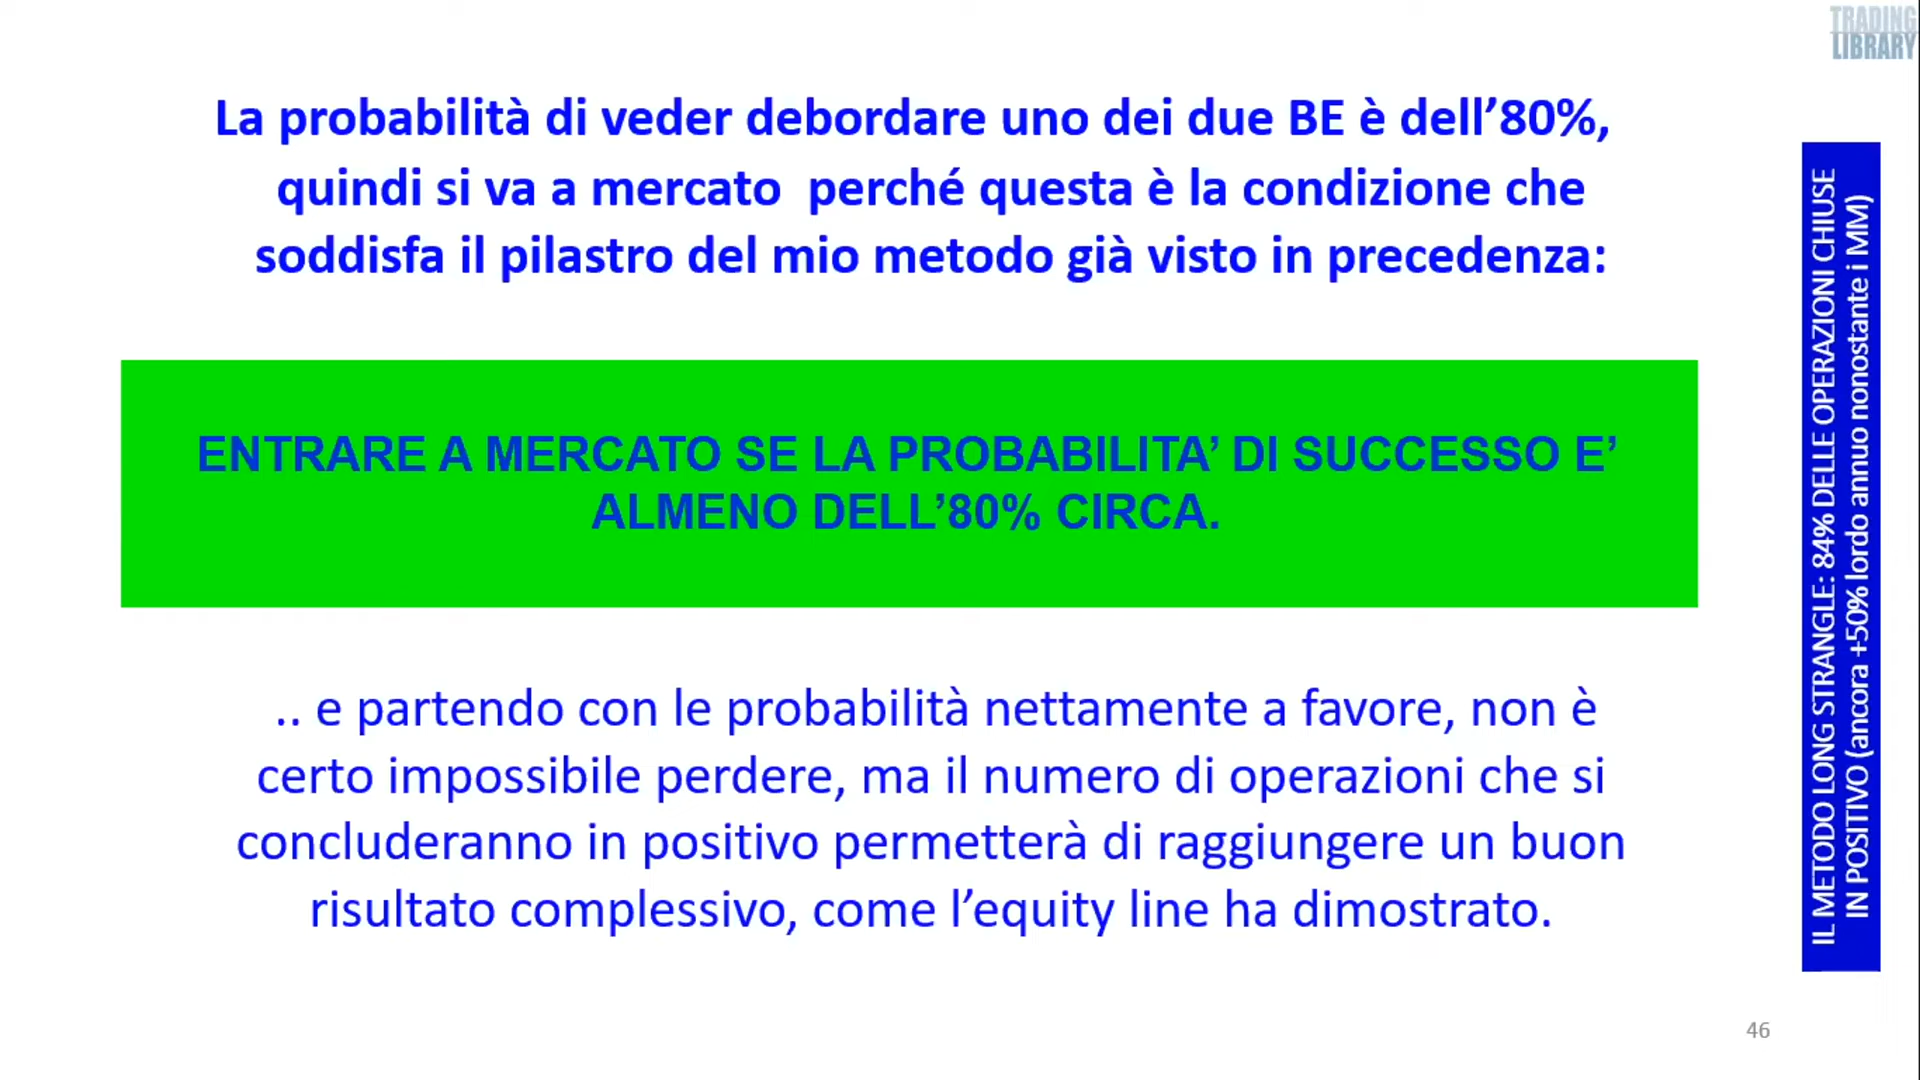 TRADING
LIBRARY
La probabilità di veder debordare uno dei due BE è dell’80%,
quindi si va a mercato  perché questa è la condizione che
soddisfa il pilastro del mio metodo già visto in precedenza:
ENTRARE A MERCATO SE LA PROBABILITA’ DI SUCCESSO E’
ALMENO DELL’80% CIRCA.
.. e partendo con le probabilità nettamente a favore, non è
certo impossibile perdere, ma il numero di operazioni che si
concluderanno in positivo permetterà di raggiungere un buon
risultato complessivo, come l’equity line ha dimostrato.
IL METODO LONG STRANGLE: 84% DELLE OPERAZIONI CHIUSE
IN POSITIVO (ancora +50% lordo annuo nonostante i MM)
46